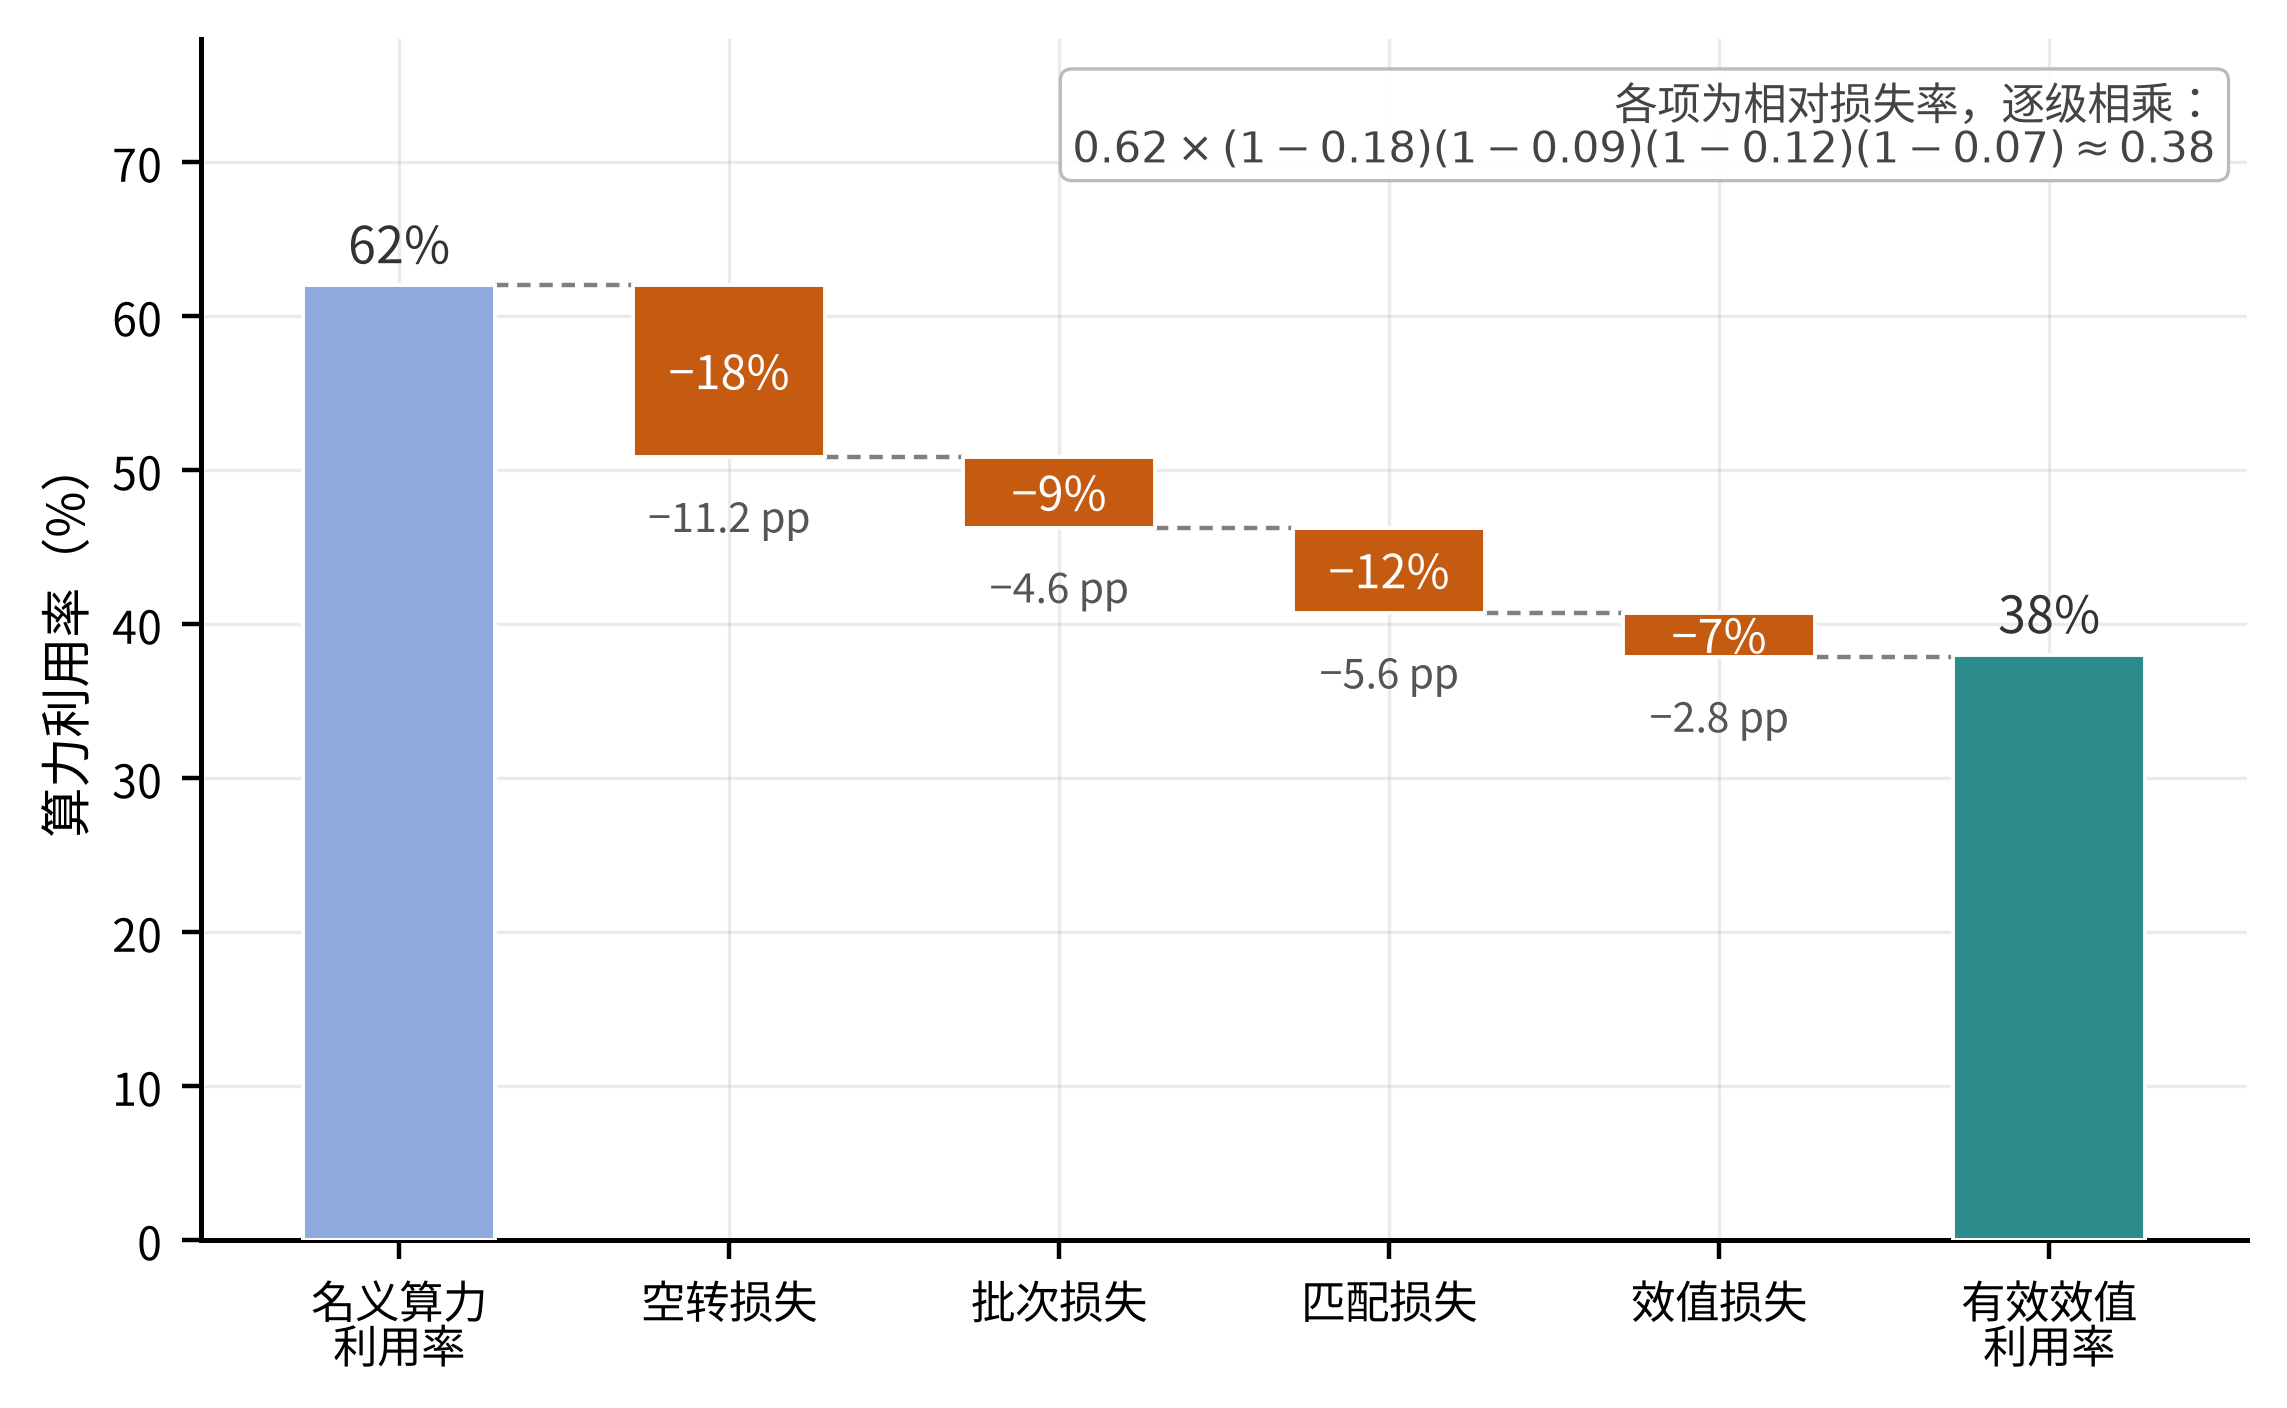 各项为相对损失率，逐级相乘：
0.62 × (1 − 0.18)(1 − 0.09)(1 − 0.12)(1 − 0.07) ≈ 0.38
算力利用率（%）
70
60
50
40
30
20
10
0
62%
−18%
−11.2 pp
−9%
−4.6 pp
−12%
−5.6 pp
−7%
−2.8 pp
38%
名义算力
利用率
空转损失
批次损失
匹配损失
效值损失
有效效值
利用率